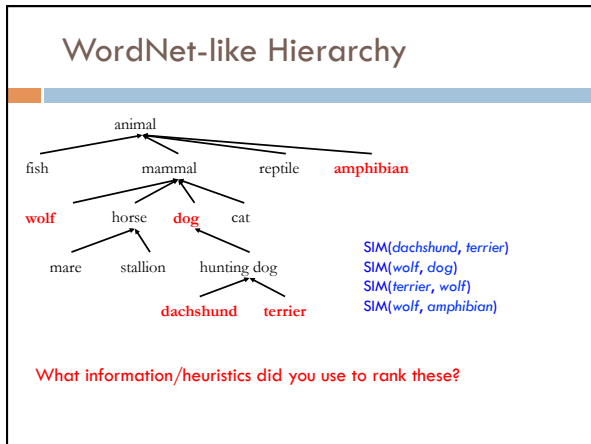 WordNet-like Hierarchy
animal
fish mammal reptile amphibian
wolf horse dog cat
mare stallion hunting dog
dachshund terrier
SIM(dachshund, terrier)
SIM(wolf, dog)
SIM(terrier, wolf)
SIM(wolf, amphibian)
What information/heuristics did you use to rank these?